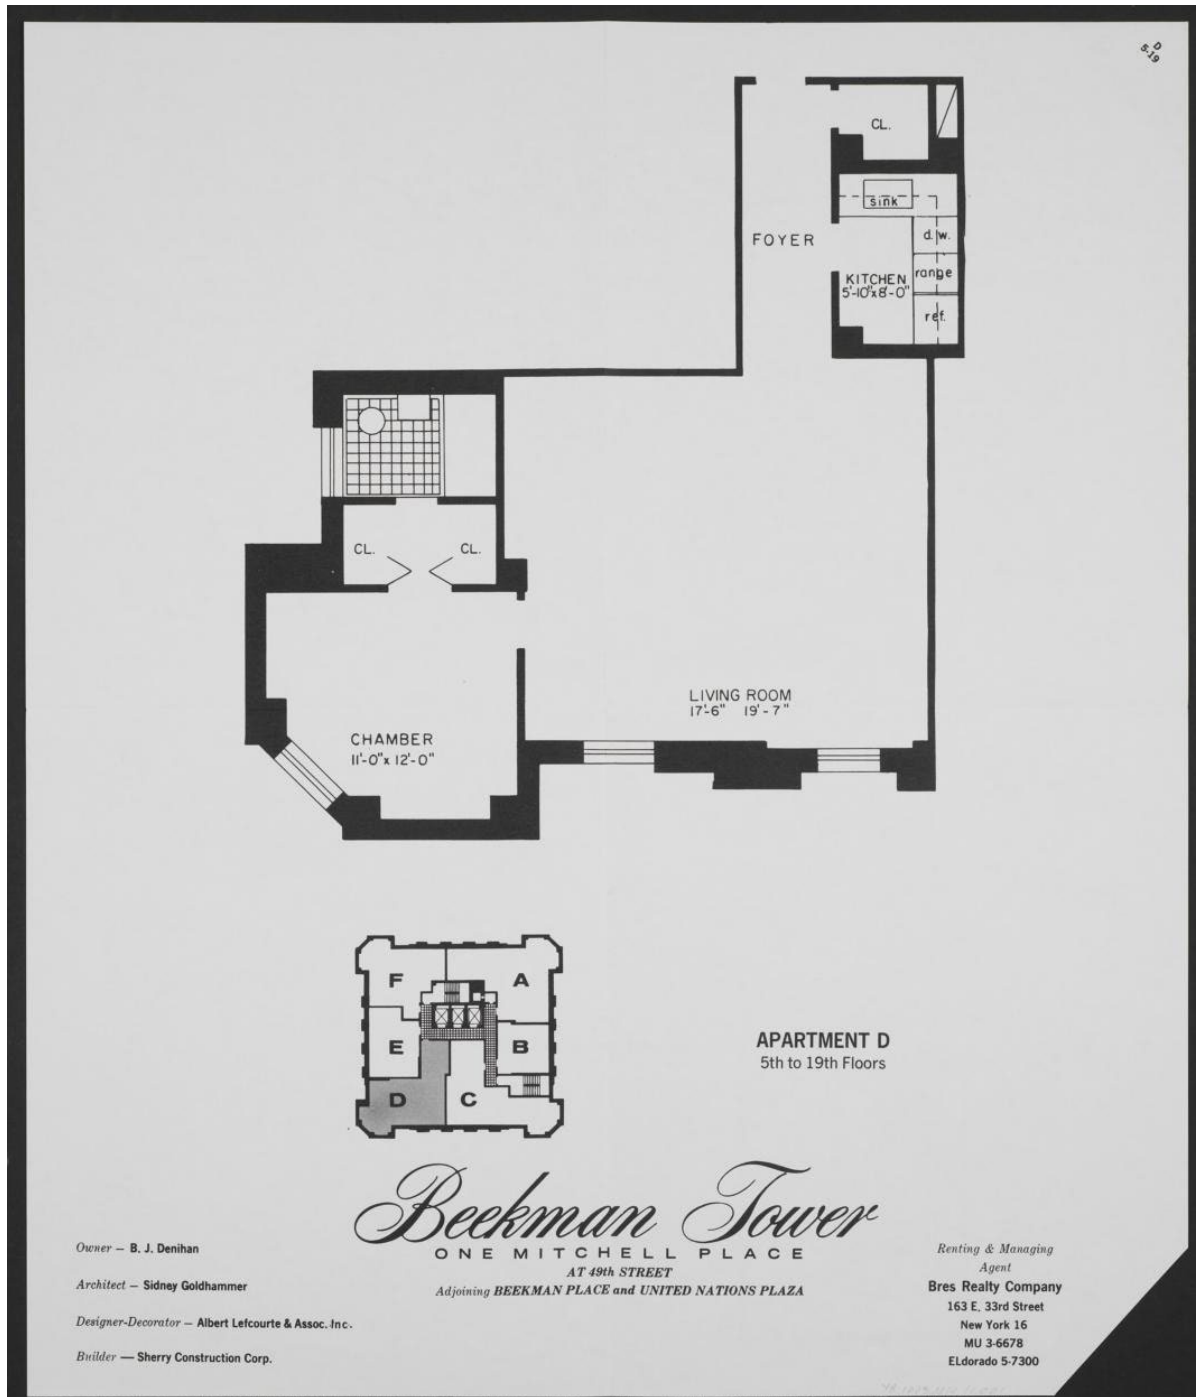 D
5-19
CL.
sink
d.w.
FOYER
range
KITCHEN
5'-10"x8'-0"
ref.
CL. CL.
LIVING ROOM
17'-6" 19'-7"
CHAMBER
11'-0"x 12'-0"
F A
E B
D C
APARTMENT D
5th to 19th Floors
Beekman Tower
ONE MITCHELL PLACE
AT 49th STREET
Adjoining BEEKMAN PLACE and UNITED NATIONS PLAZA
Owner — B. J. Denihan
Architect — Sidney Goldhammer
Designer-Decorator — Albert Lefcourte & Assoc. Inc.
Builder — Sherry Construction Corp.
Renting & Managing
Agent
Bres Realty Company
163 E. 33rd Street
New York 16
MU 3-6678
ELdorado 5-7300